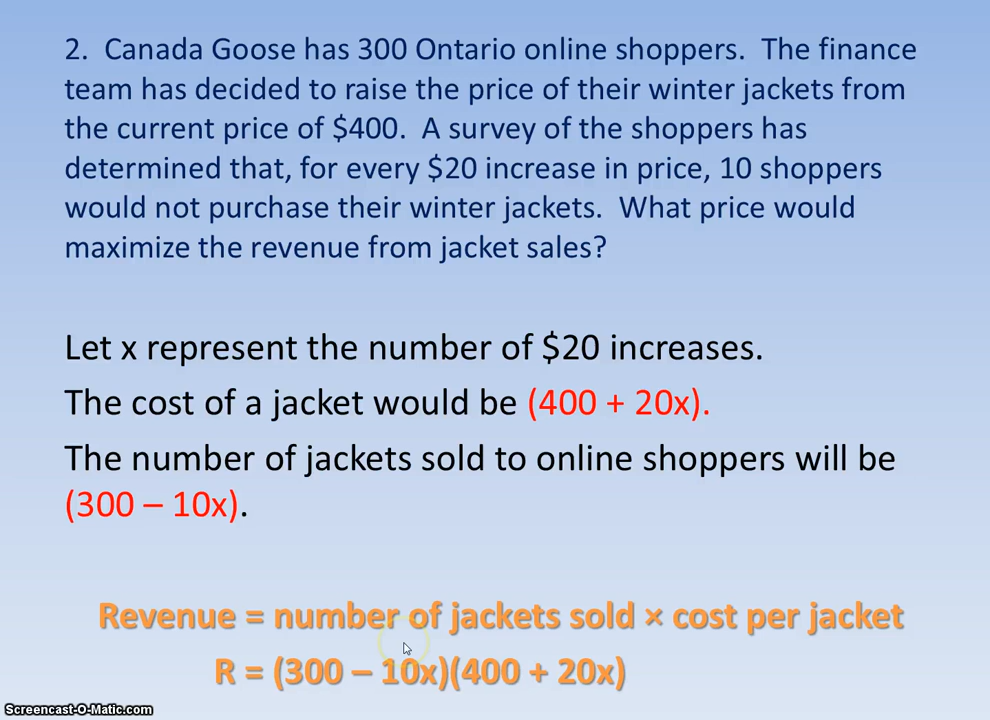 2. Canada Goose has 300 Ontario online shoppers. The finance
team has decided to raise the price of their winter jackets from
the current price of $400. A survey of the shoppers has
determined that, for every $20 increase in price, 10 shoppers
would not purchase their winter jackets. What price would
maximize the revenue from jacket sales?
Let x represent the number of $20 increases.
The cost of a jacket would be (400 + 20x).
The number of jackets sold to online shoppers will be
(300 – 10x).
Revenue = number of jackets sold × cost per jacket
R = (300 – 10x)(400 + 20x)
Screencast-O-Matic.com